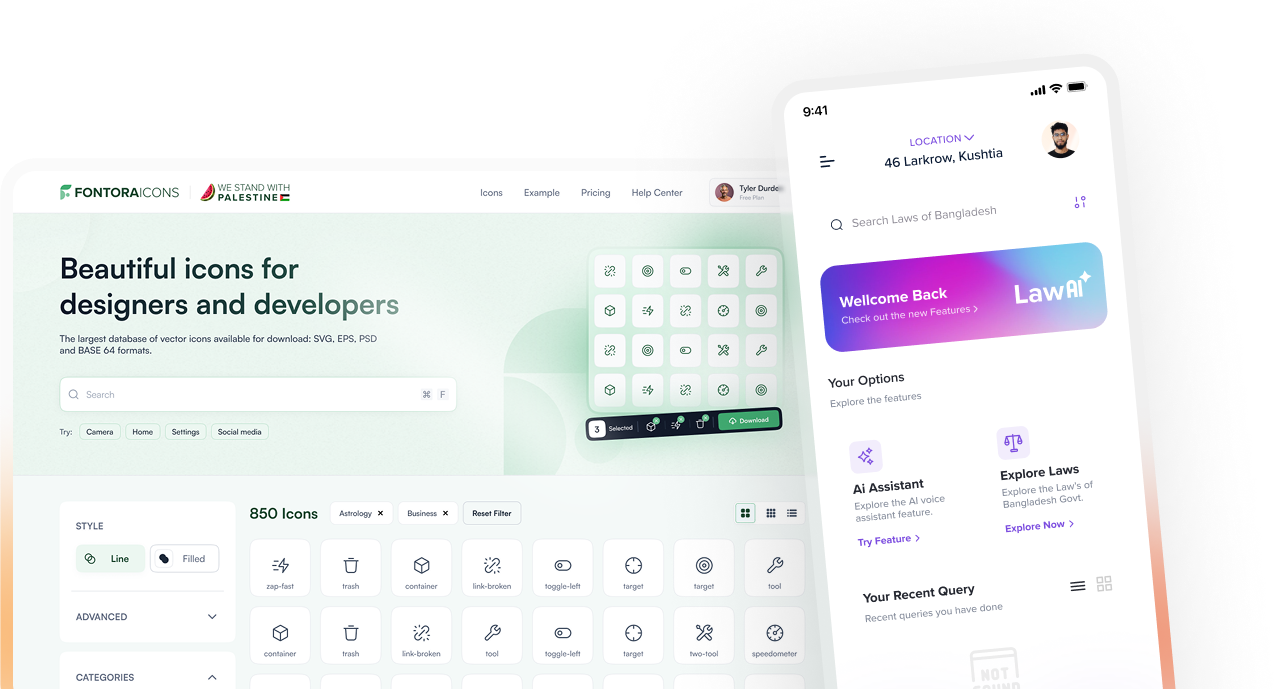 FONTORAICONS
WE STAND WITH
PALESTINE
Icons
Example
Pricing
Help Center
Tyler Durde
Free Plan
Beautiful icons for
designers and developers
The largest database of vector icons available for download: SVG, EPS, PSD
and BASE 64 formats.
Search
⌘ F
Try:
Camera
Home
Settings
Social media
3 Selected
Download
STYLE
Line
Filled
ADVANCED
CATEGORIES
850 Icons
Astrology ×
Business ×
Reset Filter
zap-fast
trash
container
link-broken
toggle-left
target
target
tool
container
trash
link-broken
tool
toggle-left
target
two-tool
speedometer
9:41
LOCATION
46 Larkrow, Kushtia
Search Laws of Bangladesh
Wellcome Back
Check out the new Features >
LawAI
Your Options
Explore the features
Ai Assistant
Explore the AI voice
assistant feature.
Try Feature >
Explore Laws
Explore the Law's of
Bangladesh Govt.
Explore Now >
Your Recent Query
Recent queries you have done
NOT
FOUND